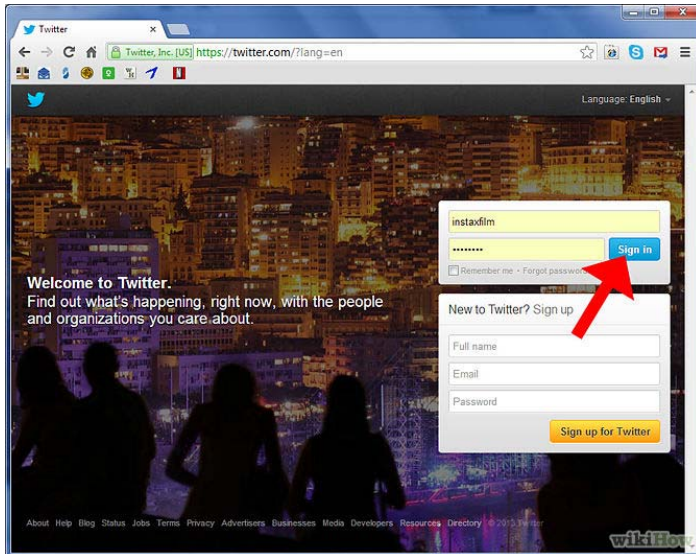 Twitter
Twitter, Inc. [US] https://twitter.com/?lang=en
Language: English
instaxfilm
Sign in
Remember me · Forgot password
Welcome to Twitter.
Find out what's happening, right now, with the people
and organizations you care about.
New to Twitter? Sign up
Full name
Email
Password
Sign up for Twitter
About Help Blog Status Jobs Terms Privacy Advertisers Businesses Media Developers Resources Directory © 2012 Twitter
wikiHow